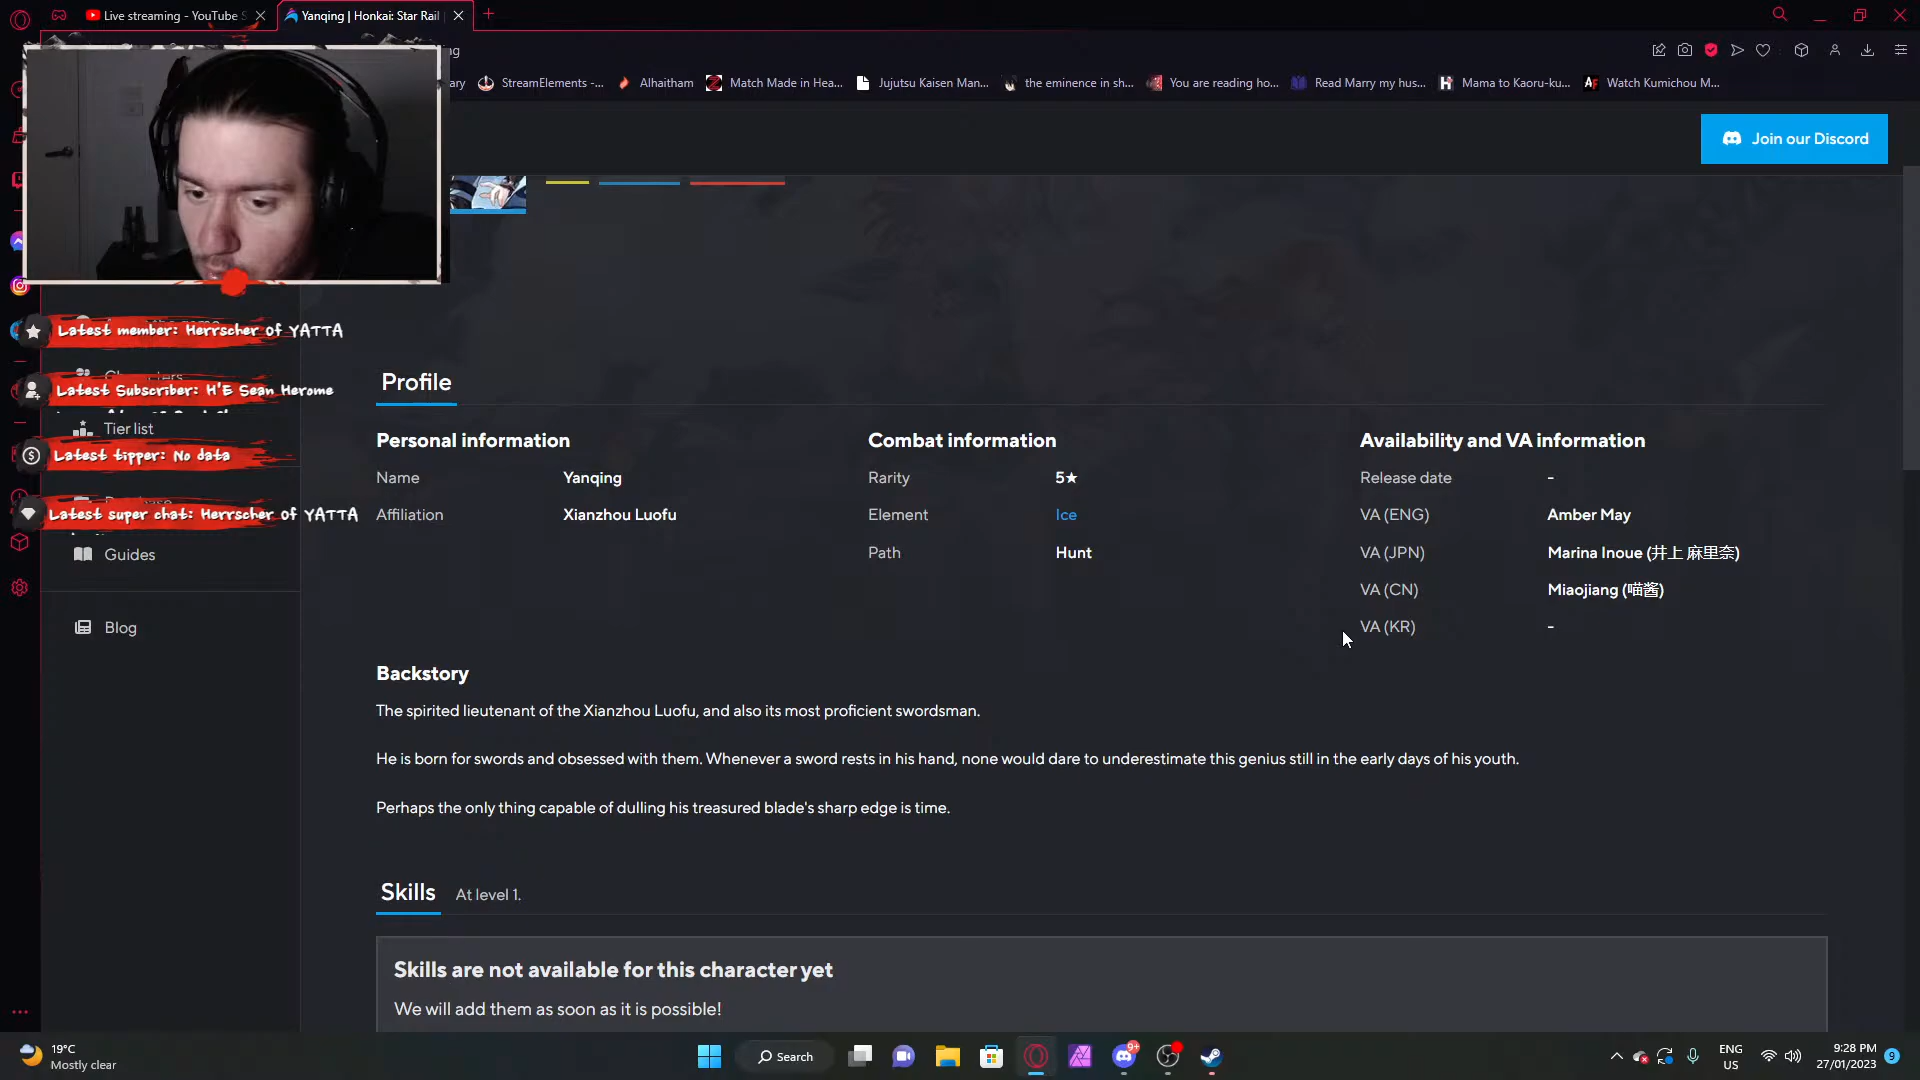 Live streaming - YouTube S
Yanqing | Honkai: Star Rail
ng
ary
StreamElements -...
Alhaitham
Match Made in Hea...
Jujutsu Kaisen Man...
the eminence in sh...
You are reading ho...
Read Marry my hus...
Mama to Kaoru-ku...
AF Watch Kumichou M...
Join our Discord
Latest member: Herrscher of YATTA
Latest Subscriber: H'E Sean Herome
Tier list
Latest tipper: No data
Latest super chat: Herrscher of YATTA
Guides
Blog
Profile
Personal information
Name Yanqing
Affiliation Xianzhou Luofu
Combat information
Rarity 5★
Element Ice
Path Hunt
Availability and VA information
Release date -
VA (ENG) Amber May
VA (JPN) Marina Inoue (井上 麻里奈)
VA (CN) Miaojiang (喵酱)
VA (KR) -
Backstory
The spirited lieutenant of the Xianzhou Luofu, and also its most proficient swordsman.
He is born for swords and obsessed with them. Whenever a sword rests in his hand, none would dare to underestimate this genius still in the early days of his youth.
Perhaps the only thing capable of dulling his treasured blade's sharp edge is time.
Skills At level 1.
Skills are not available for this character yet
We will add them as soon as it is possible!
19°C
Mostly clear
Search
9+
ENG
US
9:28 PM
27/01/2023
9